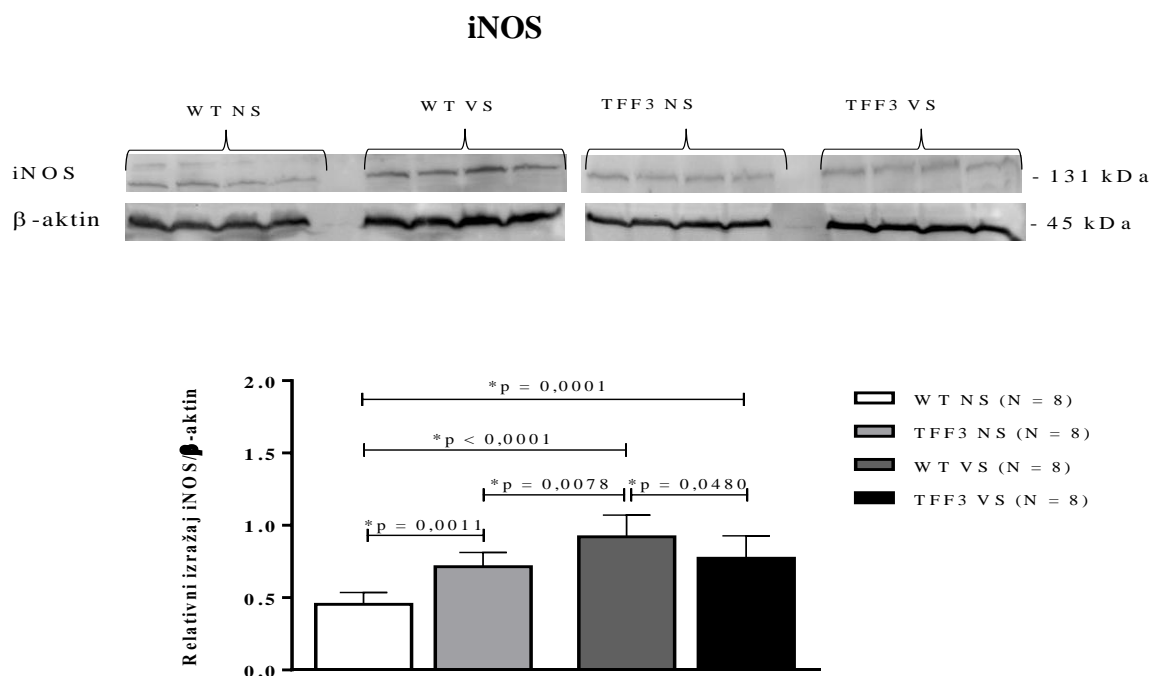 iNOS
WT NS
WT VS
TFF3 NS
TFF3 VS
iNOS
- 131 kDa
β-aktin
- 45 kDa
Relativni izražaj iNOS/β-aktin
2.0
1.5
1.0
0.5
0.0
*p = 0,0001
*p < 0,0001
*p = 0,0078
*p = 0,0480
*p = 0,0011
WT NS (N = 8)
TFF3 NS (N = 8)
WT VS (N = 8)
TFF3 VS (N = 8)